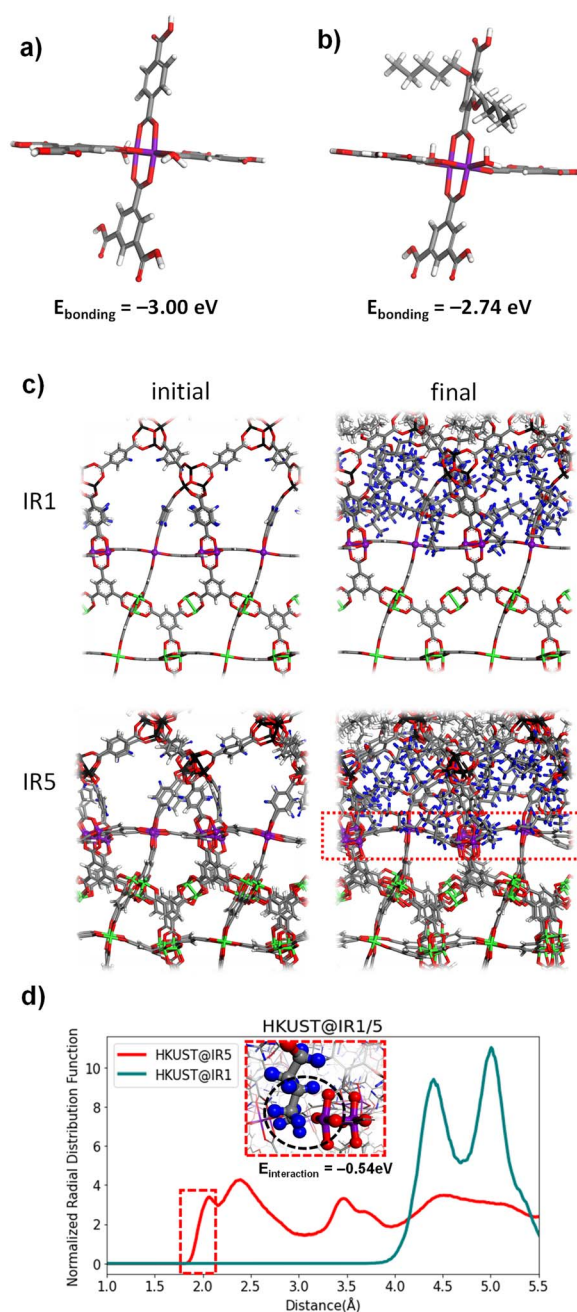 a)
b)
E_bonding = –3.00 eV
E_bonding = –2.74 eV
c)
initial
final
IR1
IR5
d)
HKUST@IR1/5
HKUST@IR5
HKUST@IR1
E_interaction = –0.54eV
Normalized Radial Distribution Function
10
8
6
4
2
0
1.0 1.5 2.0 2.5 3.0 3.5 4.0 4.5 5.0 5.5
Distance(Å)